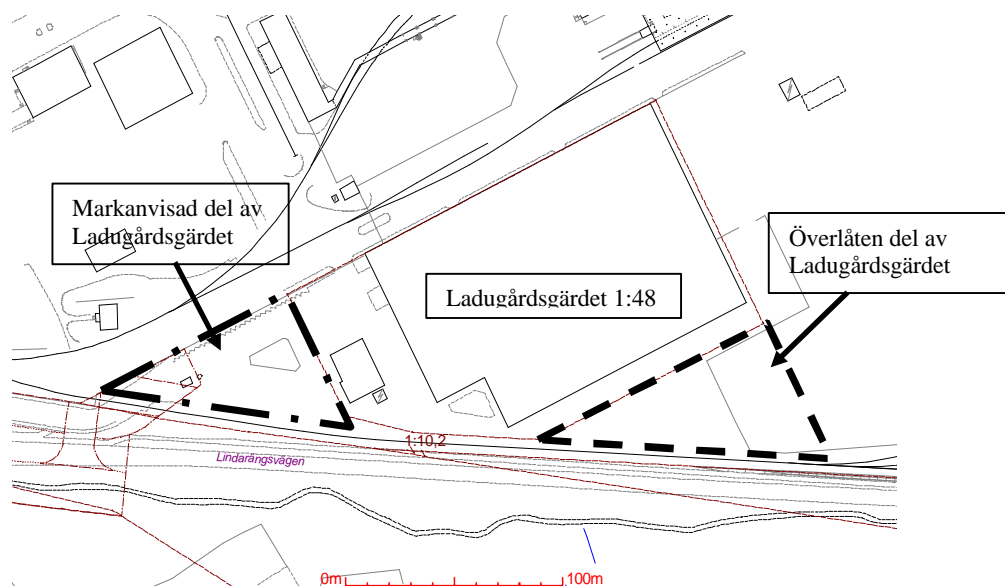 Markanvisad del av
Ladugårdsgärdet
Överlåten del av
Ladugårdsgärdet
Ladugårdsgärdet 1:48
1:10,2
Lindarängsvägen
0m
100m